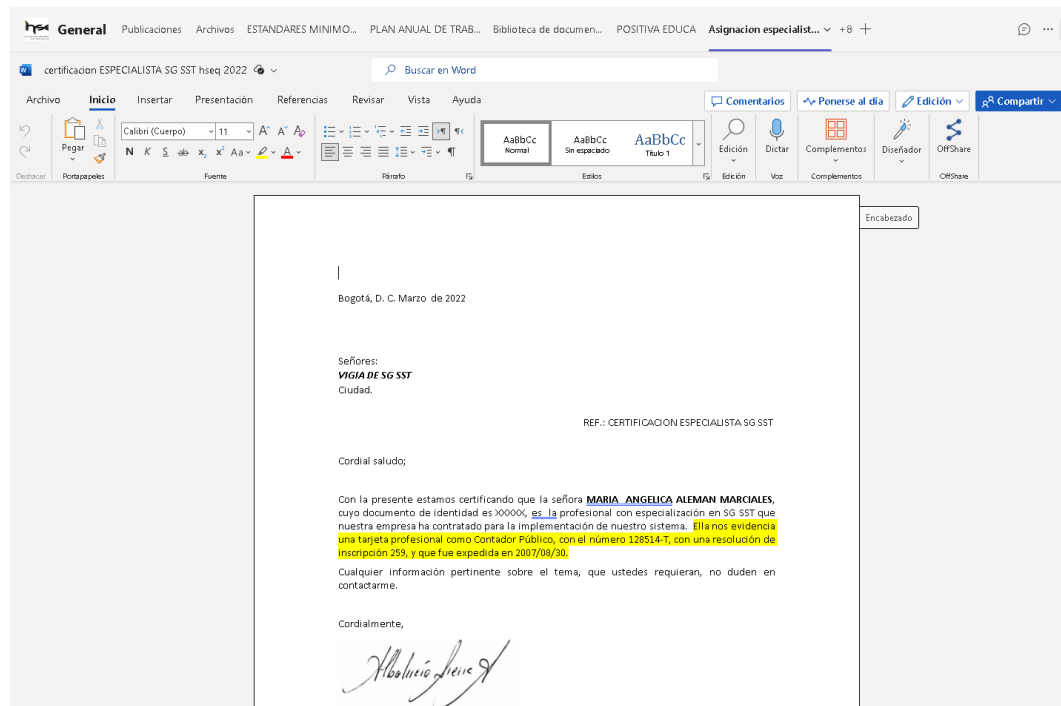 hse General Publicaciones Archivos ESTANDARES MINIMO... PLAN ANUAL DE TRAB... Biblioteca de documen... POSITIVA EDUCA Asignacion especialist... +8
certificacion ESPECIALISTA SG SST hseq 2022 Buscar en Word
Archivo Inicio Insertar Presentación Referencias Revisar Vista Ayuda Comentarios Ponerse al día Edición Compartir
Pegar Calibri (Cuerpo) 11 A^ A˅ A
N K S ab x₂ x² Aa A
AaBbCc Normal AaBbCc Sin espaciado AaBbCc Título 1
Edición Dictar Complementos Diseñador OffShare
Deshacer Portapapeles Fuente Párrafo Estilos Edición Voz Complementos OffShare
Encabezado
Bogotá, D. C. Marzo de 2022
Señores:
VIGIA DE SG SST
Ciudad.
REF.: CERTIFICACION ESPECIALISTA SG SST
Cordial saludo;
Con la presente estamos certificando que la señora MARIA ANGELICA ALEMAN MARCIALES,
cuyo documento de identidad es XXXXX, es la profesional con especialización en SG SST que
nuestra empresa ha contratado para la implementación de nuestro sistema. Ella nos evidencia
una tarjeta profesional como Contador Público, con el número 128514-T, con una resolución de
inscripción 259, y que fue expedida en 2007/08/30.
Cualquier información pertinente sobre el tema, que ustedes requieran, no duden en
contactarme.
Cordialmente,